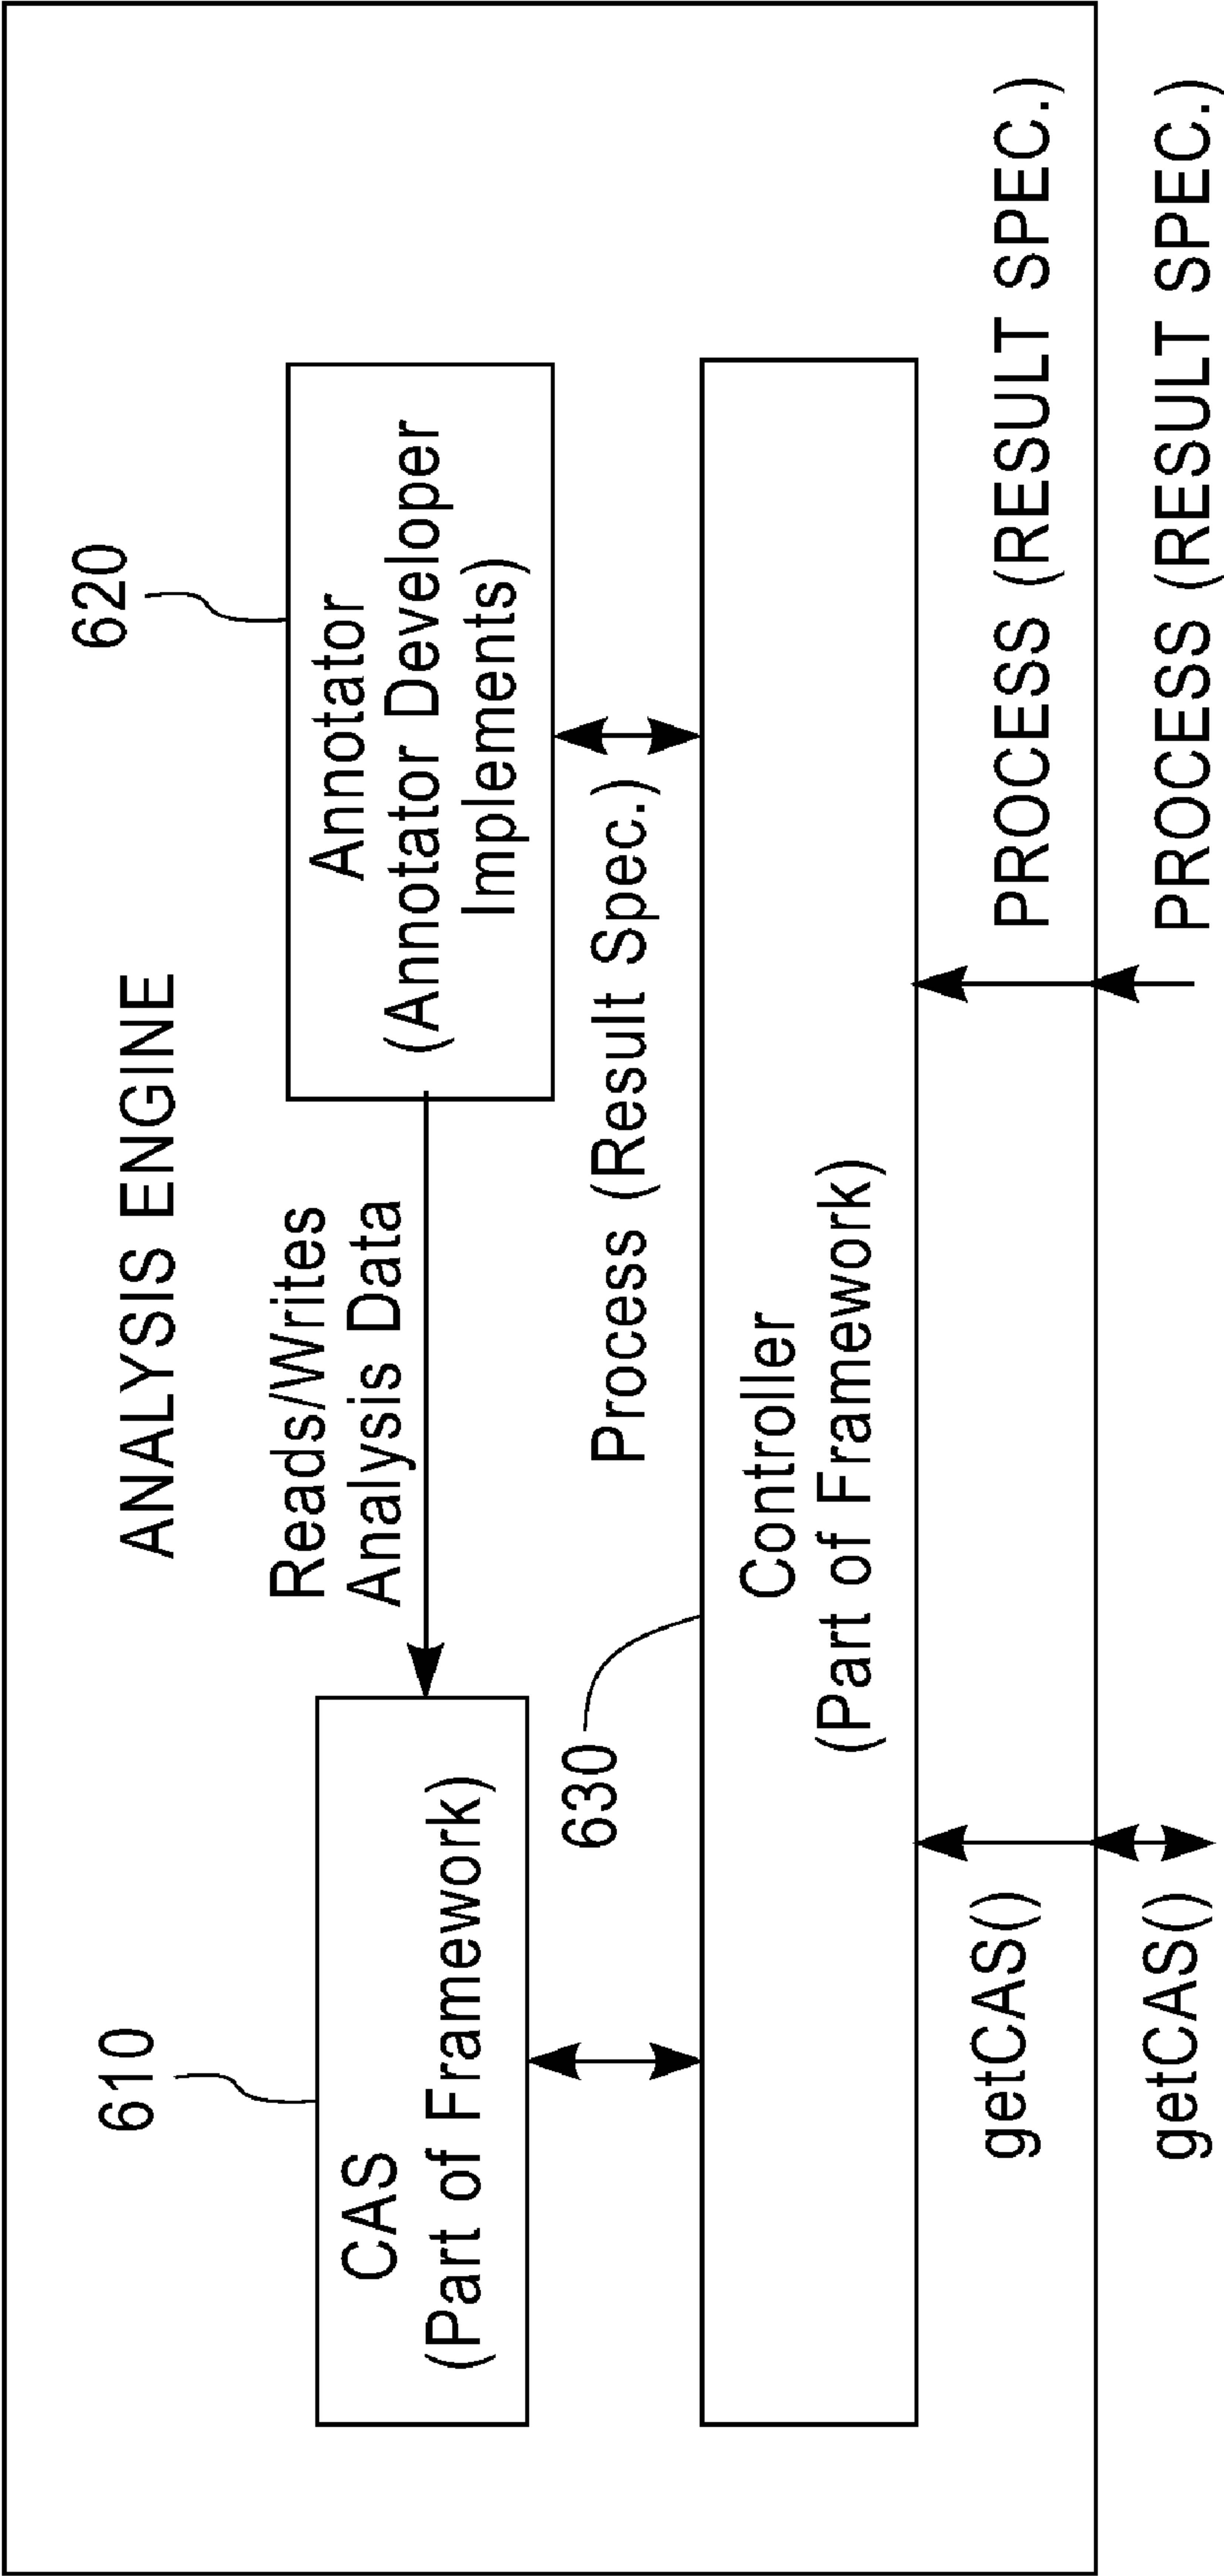 ANALYSIS ENGINE
610
CAS
(Part of Framework)
Reads/Writes
Analysis Data
620
Annotator
(Annotator Developer
Implements)
630
Process (Result Spec.)
Controller
(Part of Framework)
getCAS()
PROCESS (RESULT SPEC.)
getCAS()
PROCESS (RESULT SPEC.)